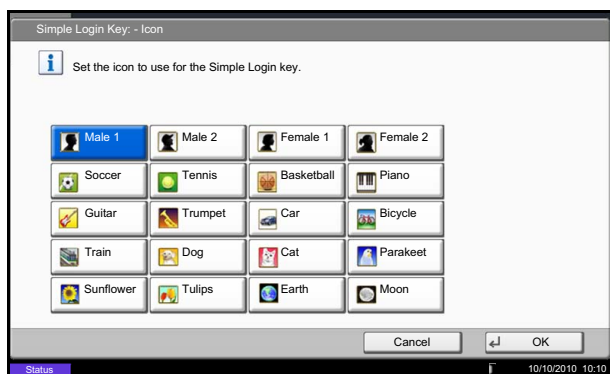 Simple Login Key: - Icon
Set the icon to use for the Simple Login key.
Male 1 Male 2 Female 1 Female 2
Soccer Tennis Basketball Piano
Guitar Trumpet Car Bicycle
Train Dog Cat Parakeet
Sunflower Tulips Earth Moon
Cancel OK
Status 10/10/2010 10:10